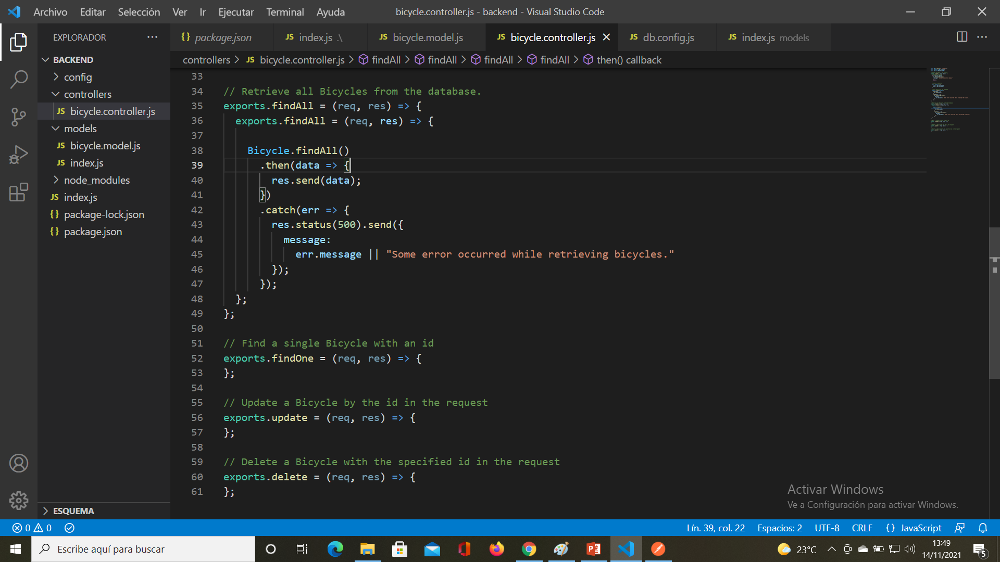 Archivo Editar Selección Ver Ir Ejecutar Terminal Ayuda bicycle.controller.js - backend - Visual Studio Code
EXPLORADOR ···
{} package.json JS index.js .\ JS bicycle.model.js JS bicycle.controller.js JS db.config.js JS index.js models
controllers > JS bicycle.controller.js > findAll > findAll > findAll > findAll > then() callback
BACKEND
config
controllers
JS bicycle.controller.js
models
JS bicycle.model.js
JS index.js
node_modules
JS index.js
{} package-lock.json
{} package.json
ESQUEMA
33
34 // Retrieve all Bicycles from the database.
35 exports.findAll = (req, res) => {
36 exports.findAll = (req, res) => {
37
38 Bicycle.findAll()
39 .then(data => {
40 res.send(data);
41 })
42 .catch(err => {
43 res.status(500).send({
44 message:
45 err.message || "Some error occurred while retrieving bicycles."
46 });
47 });
48 };
49 };
50
51 // Find a single Bicycle with an id
52 exports.findOne = (req, res) => {
53 };
54
55 // Update a Bicycle by the id in the request
56 exports.update = (req, res) => {
57 };
58
59 // Delete a Bicycle with the specified id in the request
60 exports.delete = (req, res) => {
61 };
Activar Windows
Ve a Configuración para activar Windows.
0 0 Lín. 39, col. 22 Espacios: 2 UTF-8 CRLF {} JavaScript
Escribe aquí para buscar
23°C
13:49
14/11/2021
5